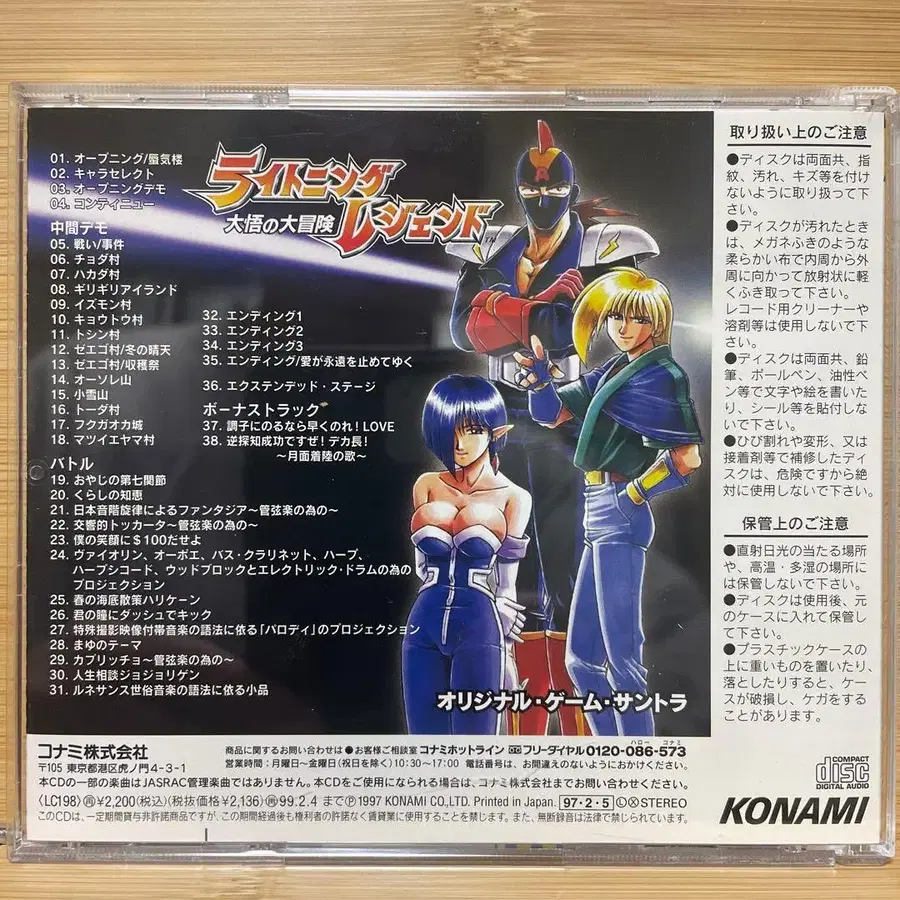 01. オープニング/蜃気楼
02. キャラセレクト
03. オープニングデモ
04. コンティニュー
中間デモ
05. 戦い/事件
06. チョダ村
07. ハカダ村
08. ギリギリアイランド
09. イズモン村
10. キョウトウ村
11. トシン村
12. ゼエゴ村/冬の晴天
13. ゼエゴ村/収穫祭
14. オーソレ山
15. 小雪山
16. トーダ村
17. フクガオカ城
18. マツイエヤマ村
バトル
19. おやじの第七関節
20. くらしの知恵
21. 日本音階旋律によるファンタジア〜管弦楽の為の〜
22. 交響的トッカータ〜管弦楽の為の〜
23. 僕の笑顔に$100だせよ
24. ヴァイオリン、オーボエ、バス・クラリネット、ハープ、
ハープシコード、ウッドブロックとエレクトリック・ドラムの為の
プロジェクション
25. 春の海底散策ハリケーン
26. 君の瞳にダッシュでキック
27. 特殊撮影映像付帯音楽の語法に依る「パロディ」のプロジェクション
28. まゆのテーマ
29. カプリッチョ〜管弦楽の為の〜
30. 人生相談ジョジョリゲン
31. ルネサンス世俗音楽の語法に依る小品
ライトニング
レジェンド
大悟の大冒険
32. エンディング1
33. エンディング2
34. エンディング3
35. エンディング/愛が永遠を止めてゆく
36. エクステンデッド・ステージ
ボーナストラック
37. 調子にのるなら早くのれ!LOVE
38. 逆探知成功ですぜ!デカ長!
〜月面着陸の歌〜
オリジナル・ゲーム・サントラ
取り扱い上のご注意
●ディスクは両面共、指
紋、汚れ、キズ等を付け
ないように取り扱って下
さい。
●ディスクが汚れたとき
は、メガネふきのような
柔らかい布で内周から外
周に向かって放射状に軽
くふき取って下さい。
レコード用クリーナーや
溶剤等は使用しないで下
さい。
●ディスクは両面共、鉛
筆、ボールペン、油性ペ
ン等で文字や絵を書いた
り、シール等を貼付しな
いで下さい。
●ひび割れや変形、又は
接着剤等で補修したディ
スクは、危険ですから絶
対に使用しないで下さい。
保管上のご注意
●直射日光の当たる場所
や、高温・多湿の場所に
は保管しないで下さい。
●ディスクは使用後、元
のケースに入れて保管し
て下さい。
●プラスチックケースの
上に重いものを置いたり、
落としたりすると、ケー
スが破損し、ケガをする
ことがあります。
コナミ株式会社
〒105 東京都港区虎ノ門4-3-1
商品に関するお問い合わせは●お客様ご相談室 コナミホットライン フリーダイヤル0120-086-573
ハロー コナミ
営業時間:月曜日〜金曜日(祝日を除く)10:30〜17:00 電話番号は、お間違えのないようにおかけください。
本CDの一部の楽曲はJASRAC管理楽曲ではありません。本CDをご使用になられる場合は、コナミ株式会社までお問い合わせください。
〈LC198〉再¥2,200(税込)(税抜価格¥2,136)再99.2.4まで Ⓟ1997 KONAMI CO.,LTD. Printed in Japan. 97・2・5 ⓁⓍSTEREO
このCDは、一定期間貸与非許諾商品ですが、この期間経過後も権利者の許諾なく賃貸業に使用することを禁じます。また、無断録音は法律で禁じられています。
COMPACT
disc
DIGITAL AUDIO
KONAMI